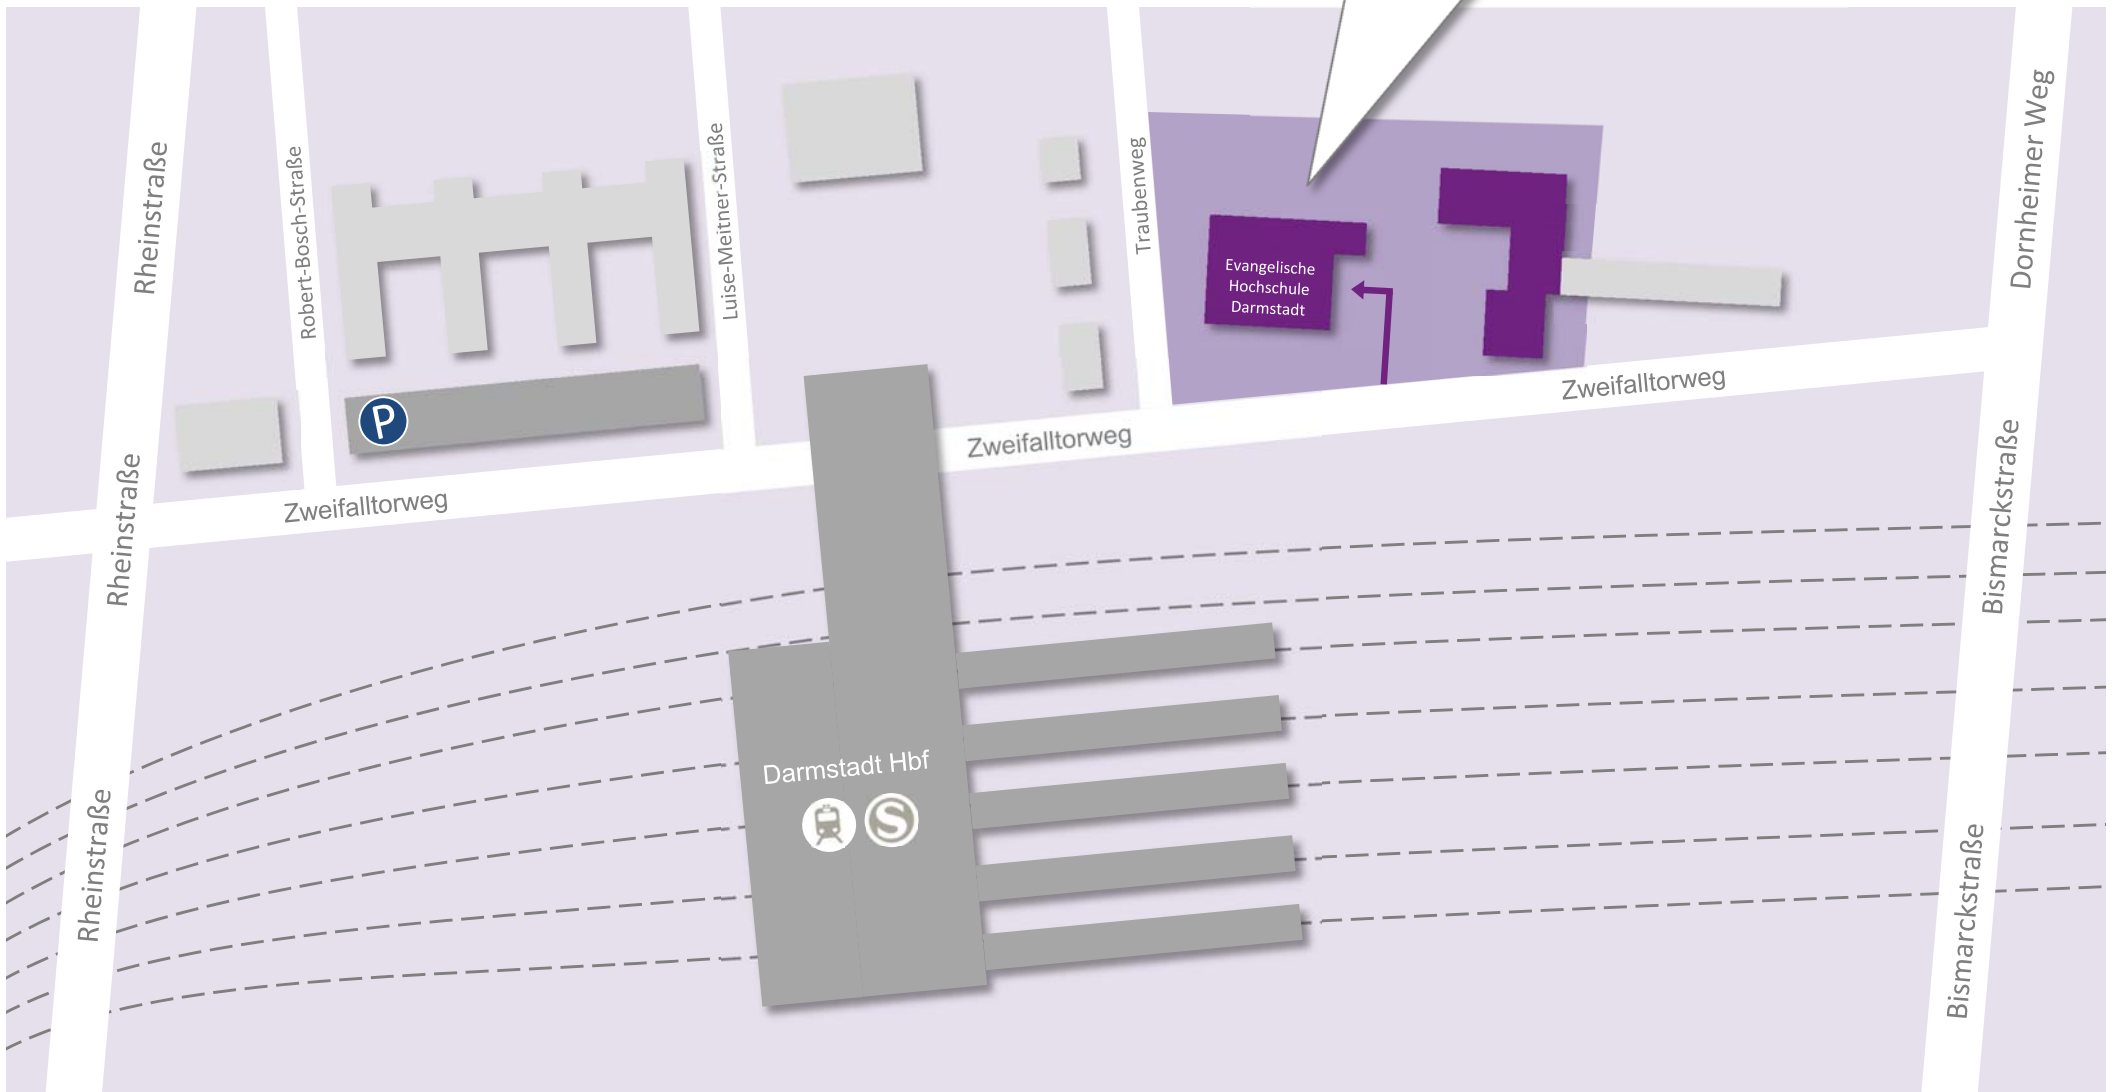 Rheinstraße
Robert-Bosch-Straße
Luise-Meitner-Straße
Traubenweg
Dornheimer Weg
Evangelische
Hochschule
Darmstadt
P
Zweifalltorweg
Zweifalltorweg
Zweifalltorweg
Rheinstraße
Bismarckstraße
Darmstadt Hbf
S
Rheinstraße
Bismarckstraße